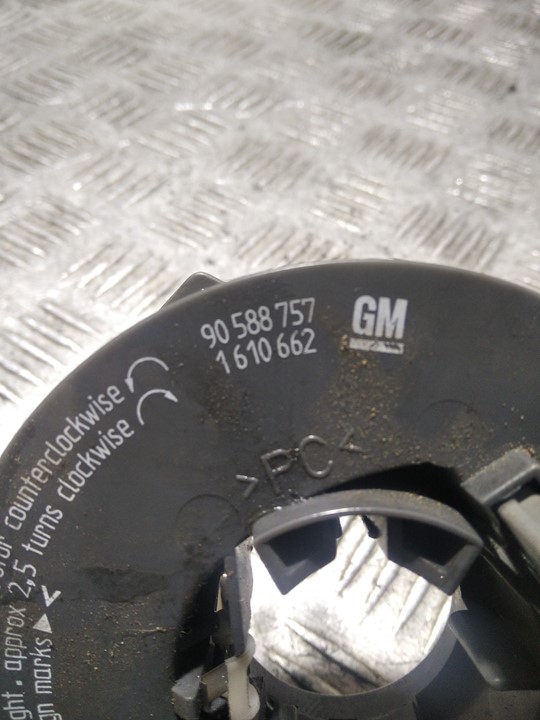 90 588 757
1 610 662
GM
>PC<
counterclockwise
approx 2,5 turns clockwise
marks